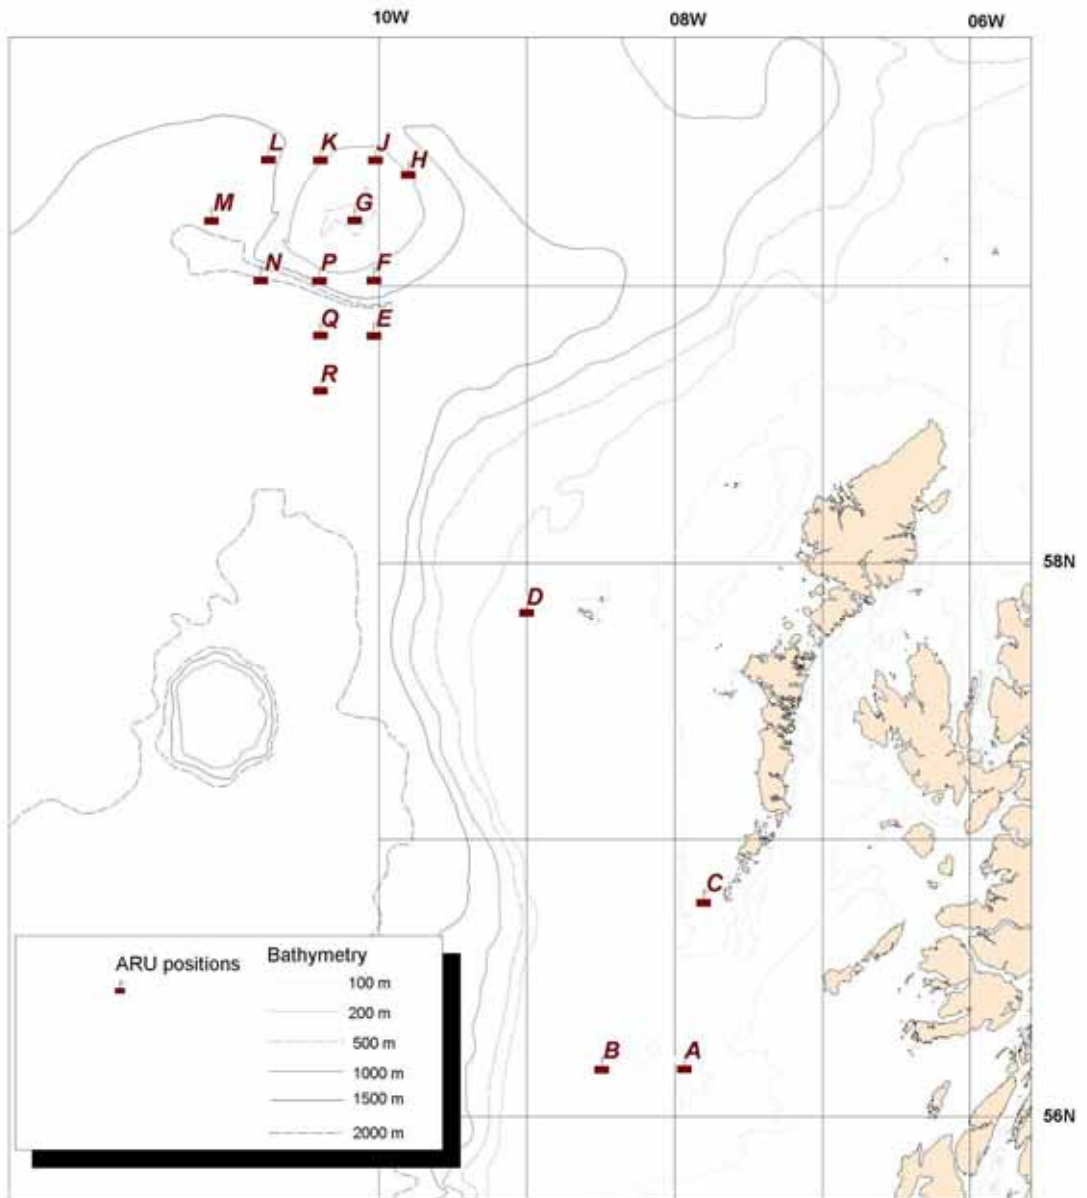 10W 08W 06W
L K J H
M G
N P F
Q E
R
58N
D
C
B A
56N
ARU positions
Bathymetry
100 m
200 m
500 m
1000 m
1500 m
2000 m